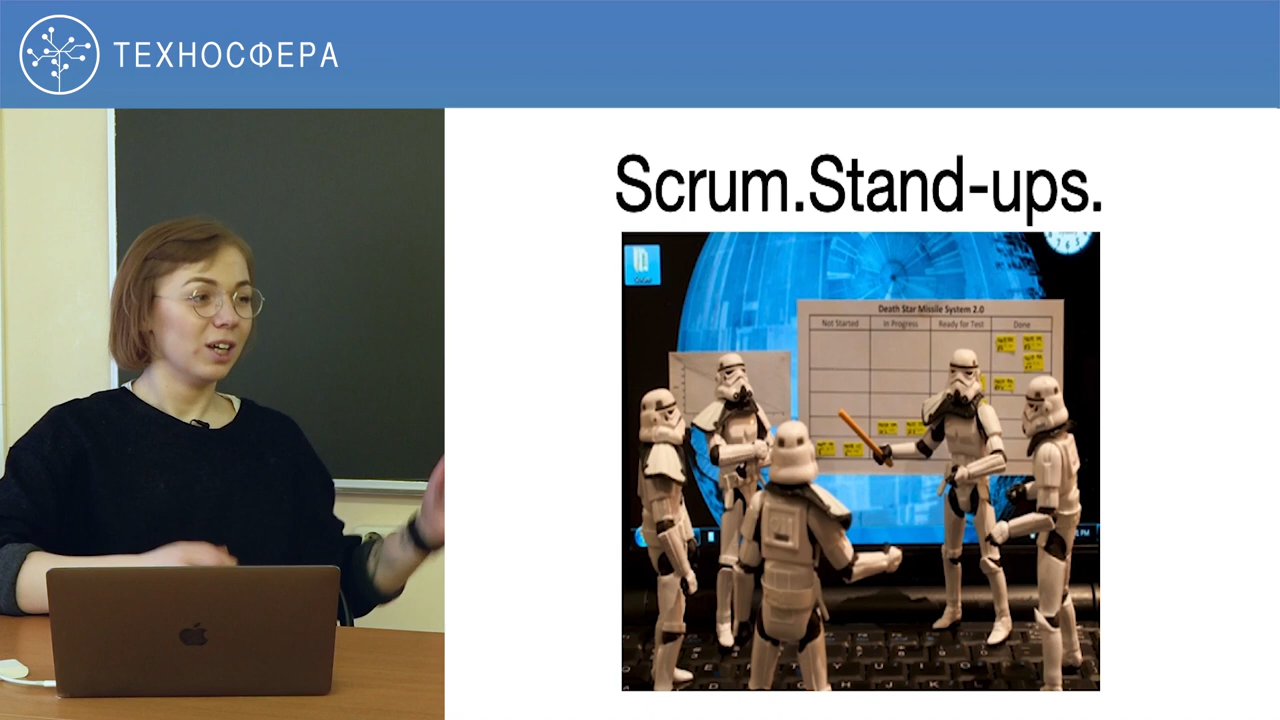 ТЕХНОСФЕРА
Scrum.Stand-ups.
Death Star Missile System 2.0
Not Started
In Progress
Ready for Test
Done